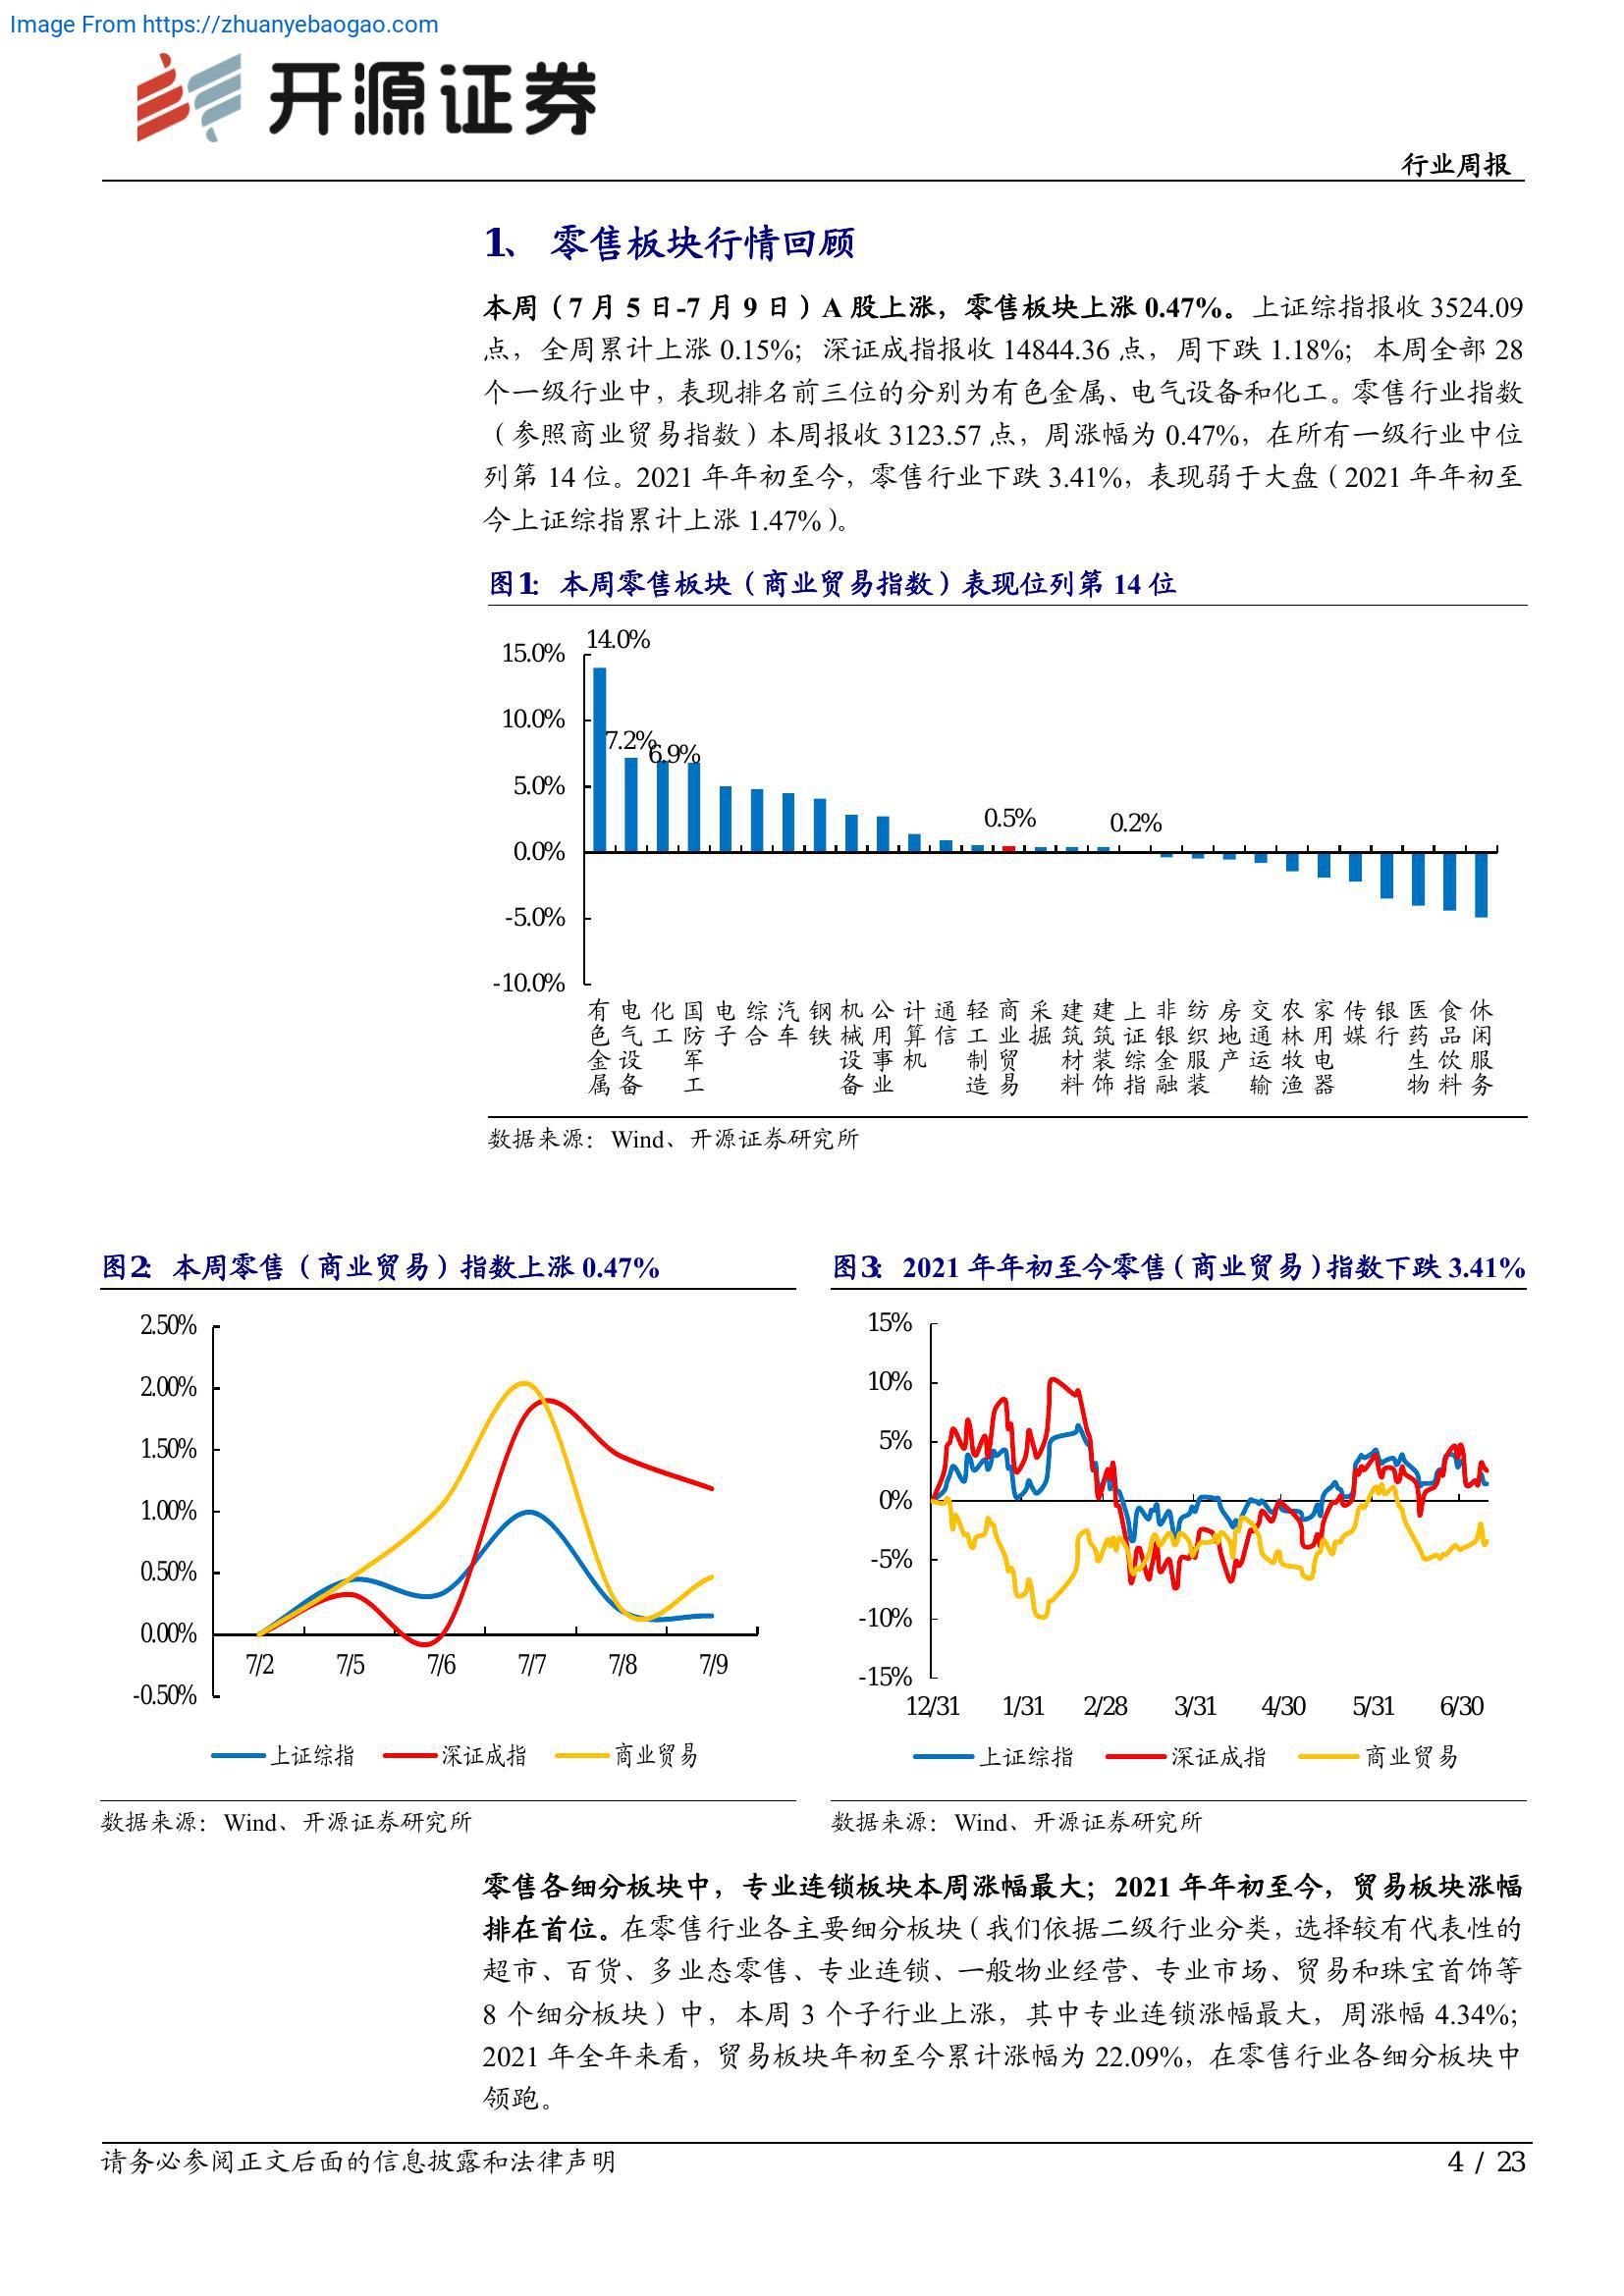 Image From https://zhuanyebaogao.com
开源证券
行业周报
1、 零售板块行情回顾
本周（7 月 5 日-7 月 9 日）A 股上涨，零售板块上涨 0.47%。上证综指报收 3524.09
点，全周累计上涨 0.15%；深证成指报收 14844.36 点，周下跌 1.18%；本周全部 28
个一级行业中，表现排名前三位的分别为有色金属、电气设备和化工。零售行业指数
（参照商业贸易指数）本周报收 3123.57 点，周涨幅为 0.47%，在所有一级行业中位
列第 14 位。2021 年年初至今，零售行业下跌 3.41%，表现弱于大盘（2021 年年初至
今上证综指累计上涨 1.47%）。
图1： 本周零售板块（商业贸易指数）表现位列第 14 位
15.0%
10.0%
5.0%
0.0%
-5.0%
-10.0%
14.0%
7.2%
6.9%
0.5%
0.2%
有色金属
电气设备
化工
国防军工
电子
综合
汽车
钢铁
机械设备
公用事业
计算机
通信
轻工制造
商业贸易
采掘
建筑材料
建筑装饰
上证综指
非银金融
纺织服装
房地产
交通运输
农林牧渔
家用电器
传媒
银行
医药生物
食品饮料
休闲服务
数据来源：Wind、开源证券研究所
图2： 本周零售（商业贸易）指数上涨 0.47%
2.50%
2.00%
1.50%
1.00%
0.50%
0.00%
-0.50%
7/2 7/5 7/6 7/7 7/8 7/9
上证综指 深证成指 商业贸易
数据来源：Wind、开源证券研究所
图3： 2021 年年初至今零售（商业贸易）指数下跌 3.41%
15%
10%
5%
0%
-5%
-10%
-15%
12/31 1/31 2/28 3/31 4/30 5/31 6/30
上证综指 深证成指 商业贸易
数据来源：Wind、开源证券研究所
零售各细分板块中，专业连锁板块本周涨幅最大；2021 年年初至今，贸易板块涨幅
排在首位。在零售行业各主要细分板块（我们依据二级行业分类，选择较有代表性的
超市、百货、多业态零售、专业连锁、一般物业经营、专业市场、贸易和珠宝首饰等
8 个细分板块）中，本周 3 个子行业上涨，其中专业连锁涨幅最大，周涨幅 4.34%；
2021 年全年来看，贸易板块年初至今累计涨幅为 22.09%，在零售行业各细分板块中
领跑。
请务必参阅正文后面的信息披露和法律声明
4 / 23